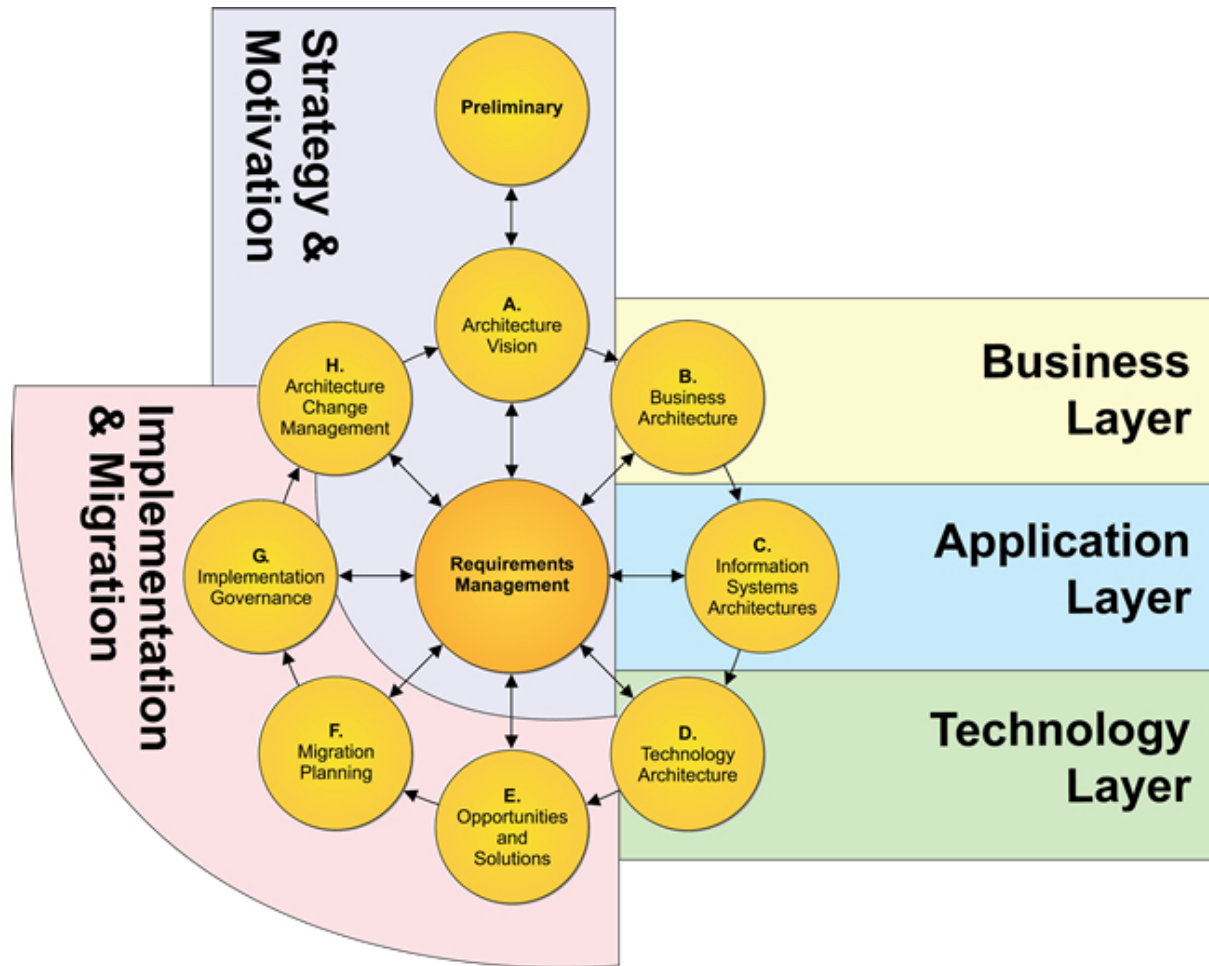 Strategy &
Motivation
Preliminary
A.
Architecture
Vision
H.
Architecture
Change
Management
B.
Business
Architecture
Business
Layer
Implementation
& Migration
G.
Implementation
Governance
Requirements
Management
C.
Information
Systems
Architectures
Application
Layer
F.
Migration
Planning
D.
Technology
Architecture
Technology
Layer
E.
Opportunities
and
Solutions